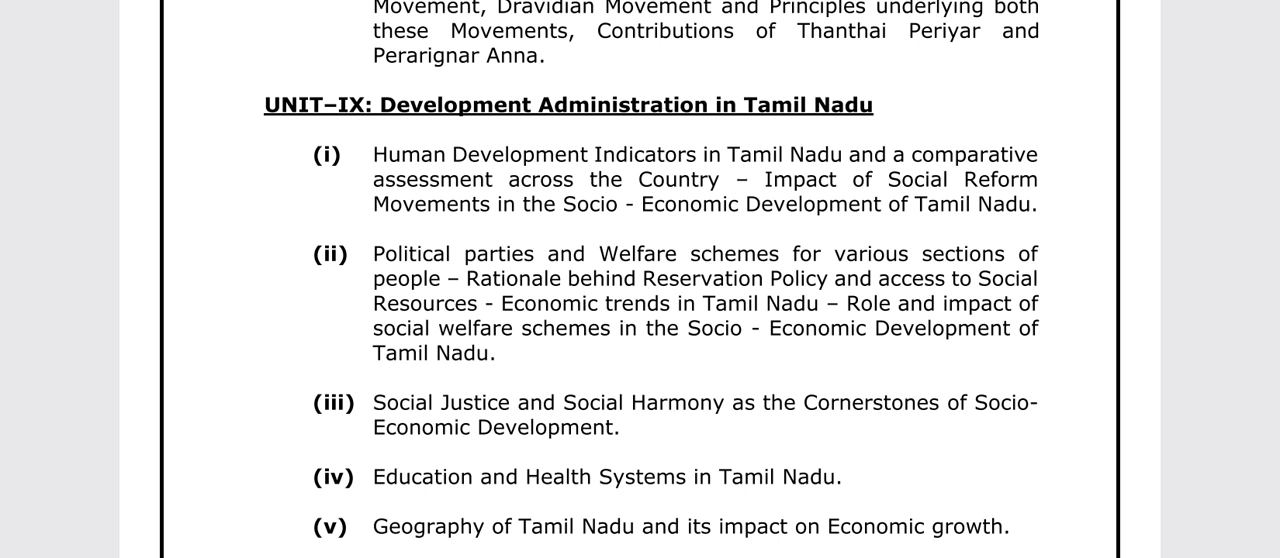 Movement, Dravidian Movement and Principles underlying both
these Movements, Contributions of Thanthai Periyar and
Perarignar Anna.
UNIT–IX: Development Administration in Tamil Nadu
(i) Human Development Indicators in Tamil Nadu and a comparative
assessment across the Country – Impact of Social Reform
Movements in the Socio - Economic Development of Tamil Nadu.
(ii) Political parties and Welfare schemes for various sections of
people – Rationale behind Reservation Policy and access to Social
Resources - Economic trends in Tamil Nadu – Role and impact of
social welfare schemes in the Socio - Economic Development of
Tamil Nadu.
(iii) Social Justice and Social Harmony as the Cornerstones of Socio-
Economic Development.
(iv) Education and Health Systems in Tamil Nadu.
(v) Geography of Tamil Nadu and its impact on Economic growth.